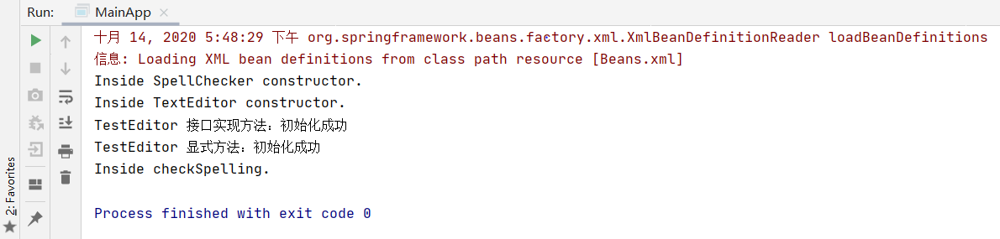 Run:
MainApp
十月 14, 2020 5:48:29 下午 org.springframework.beans.factory.xml.XmlBeanDefinitionReader loadBeanDefinitions
信息: Loading XML bean definitions from class path resource [Beans.xml]
Inside SpellChecker constructor.
Inside TextEditor constructor.
TestEditor 接口实现方法：初始化成功
TestEditor 显式方法：初始化成功
Inside checkSpelling.
Process finished with exit code 0
2: Favorites